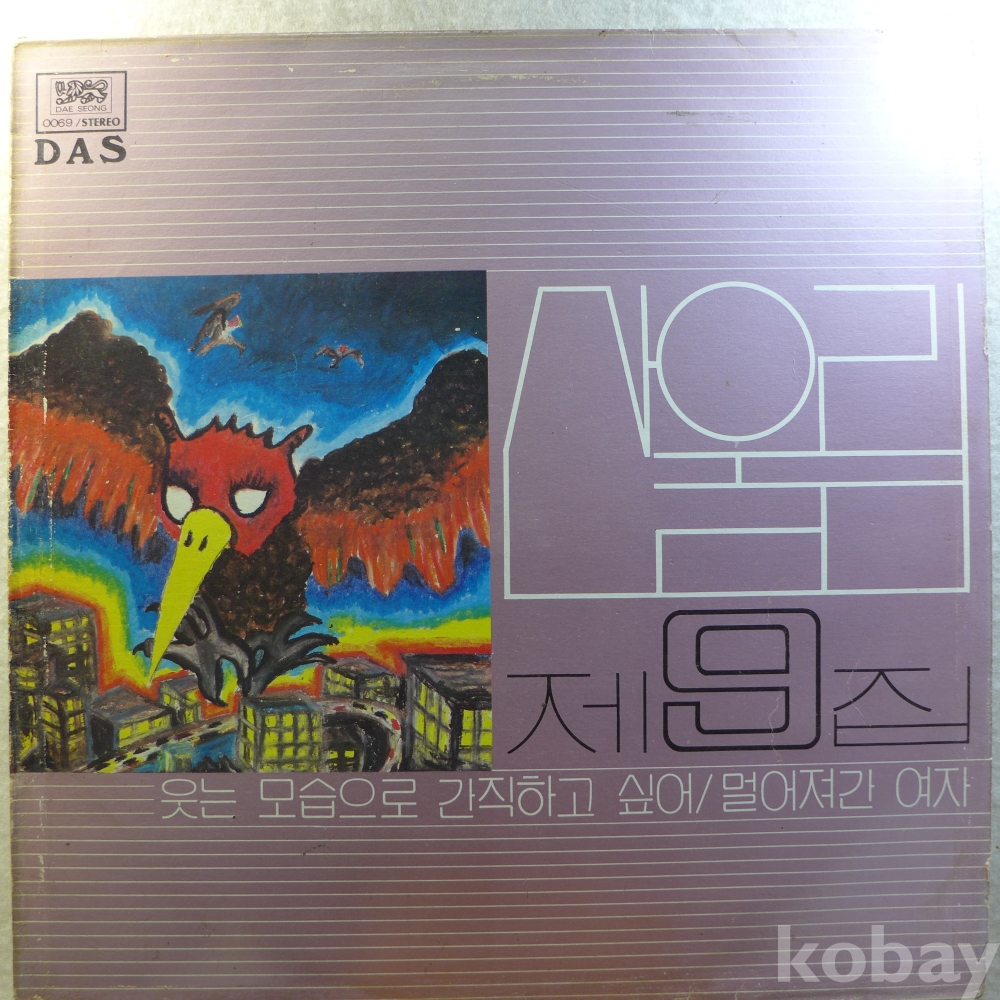 DAE SEONG
0069/STEREO
DAS
산울림
제9집
웃는 모습으로 간직하고 싶어/멀어져간 여자
kobay